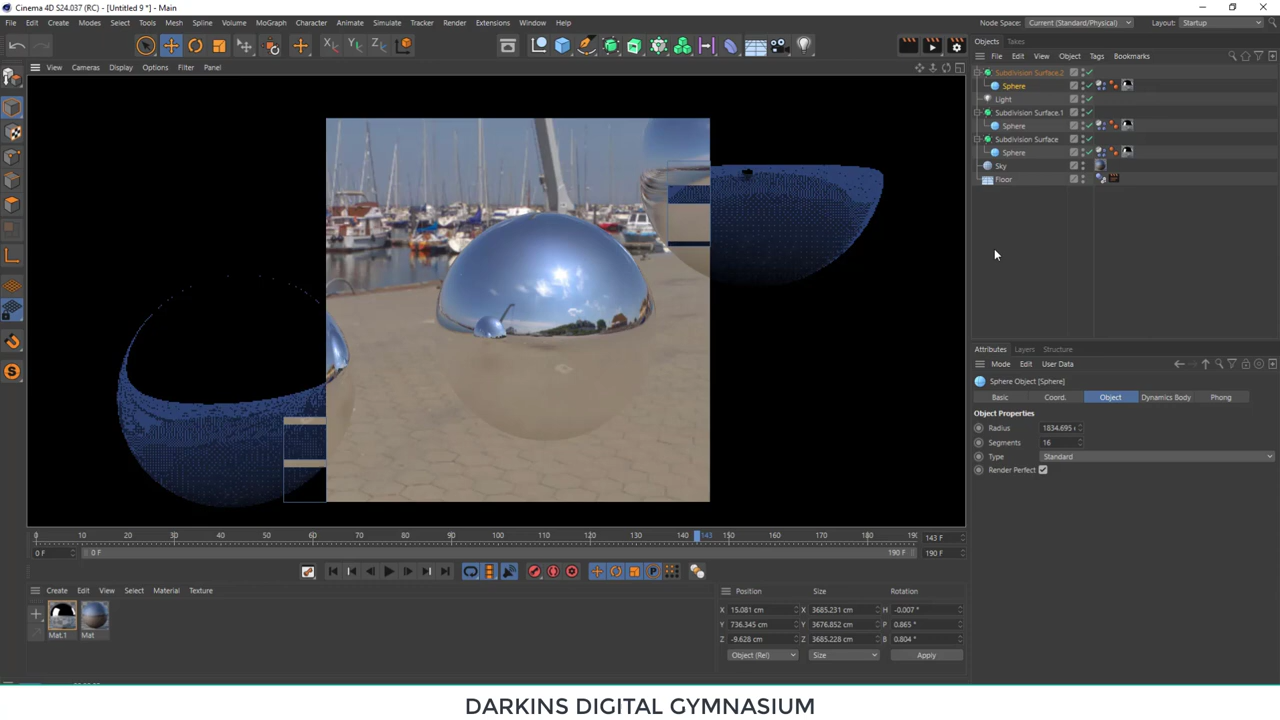 Cinema 4D S24.037 (RC) - [Untitled 9 *] - Main
File Edit Create Modes Select Tools Mesh Spline Volume MoGraph Character Animate Simulate Tracker Render Extensions Window Help
Node Space: Current (Standard/Physical) Layout: Startup
X Y Z
Objects Takes
View Cameras Display Options Filter Panel
File Edit View Object Tags Bookmarks
Subdivision Surface.2
Sphere
Light
Subdivision Surface.1
Sphere
Subdivision Surface
Sphere
Sky
Floor
Attributes Layers Structure
Mode Edit User Data
Sphere Object [Sphere]
Basic Coord. Object Dynamics Body Phong
Object Properties
Radius 1834.695
Segments 16
Type Standard
Render Perfect
0 10 20 30 40 50 60 70 80 90 100 110 120 130 140 143 150 160 170 180 190 143 F
0 F 0 F 190 F 190 F
Create Edit View Select Material Texture
Mat.1 Mat
Position Size Rotation
X 15.081 cm X 3685.231 cm H -0.007 °
Y 736.345 cm Y 3676.852 cm P 0.865 °
Z -9.628 cm Z 3685.228 cm B 0.804 °
Object (Rel) Size Apply
DARKINS DIGITAL GYMNASIUM